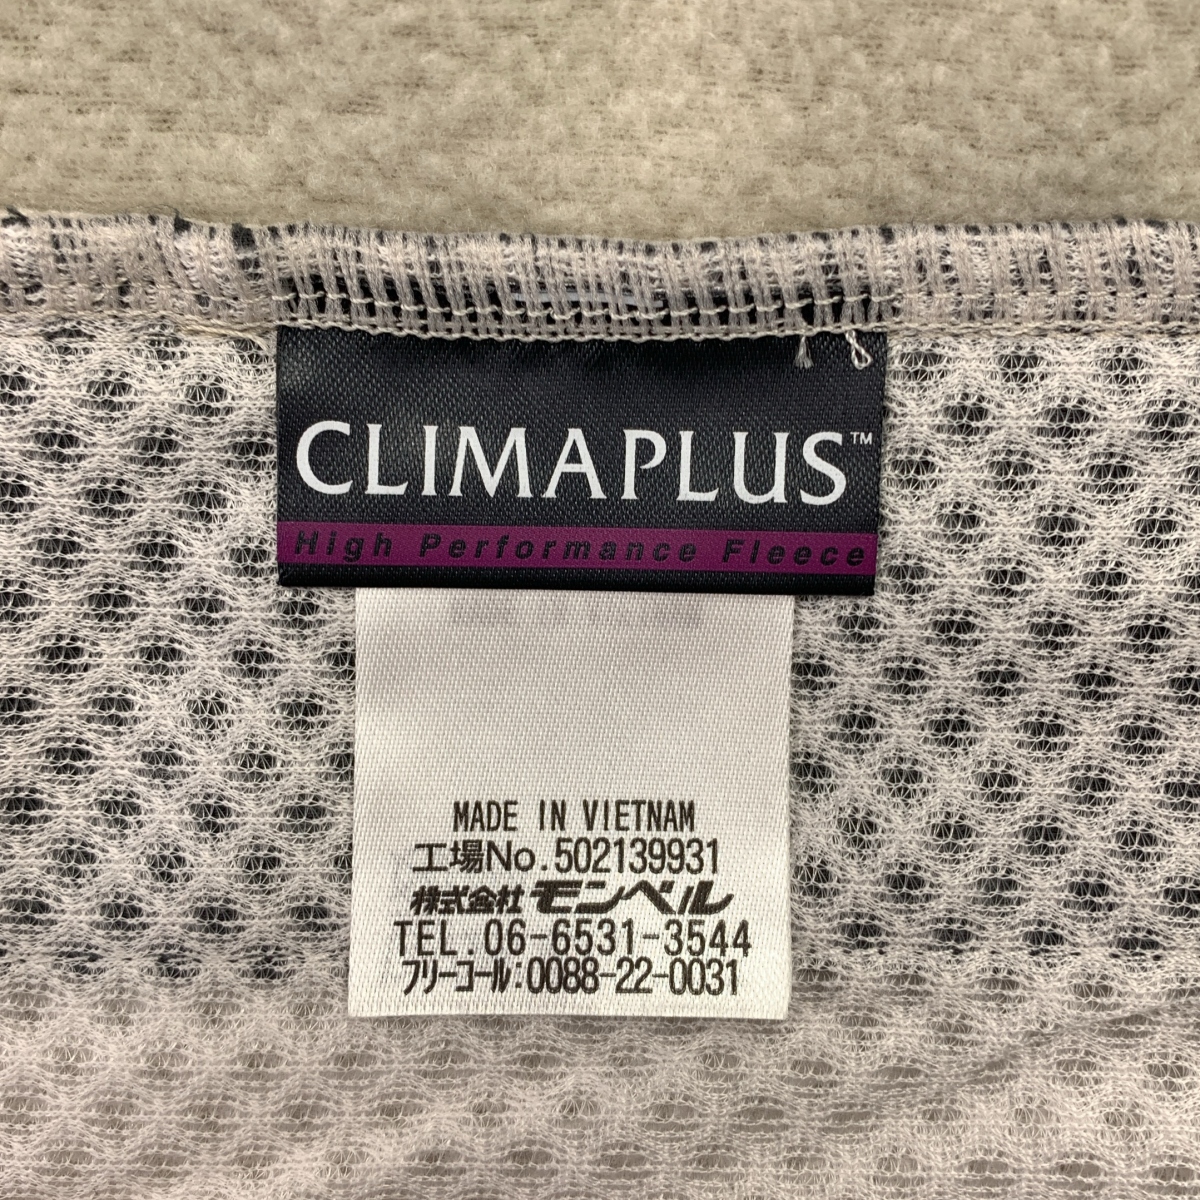 CLIMAPLUS™
High Performance Fleece
MADE IN VIETNAM
工場No.502139931
株式会社モンベル
TEL.06-6531-3544
フリーコール:0088-22-0031